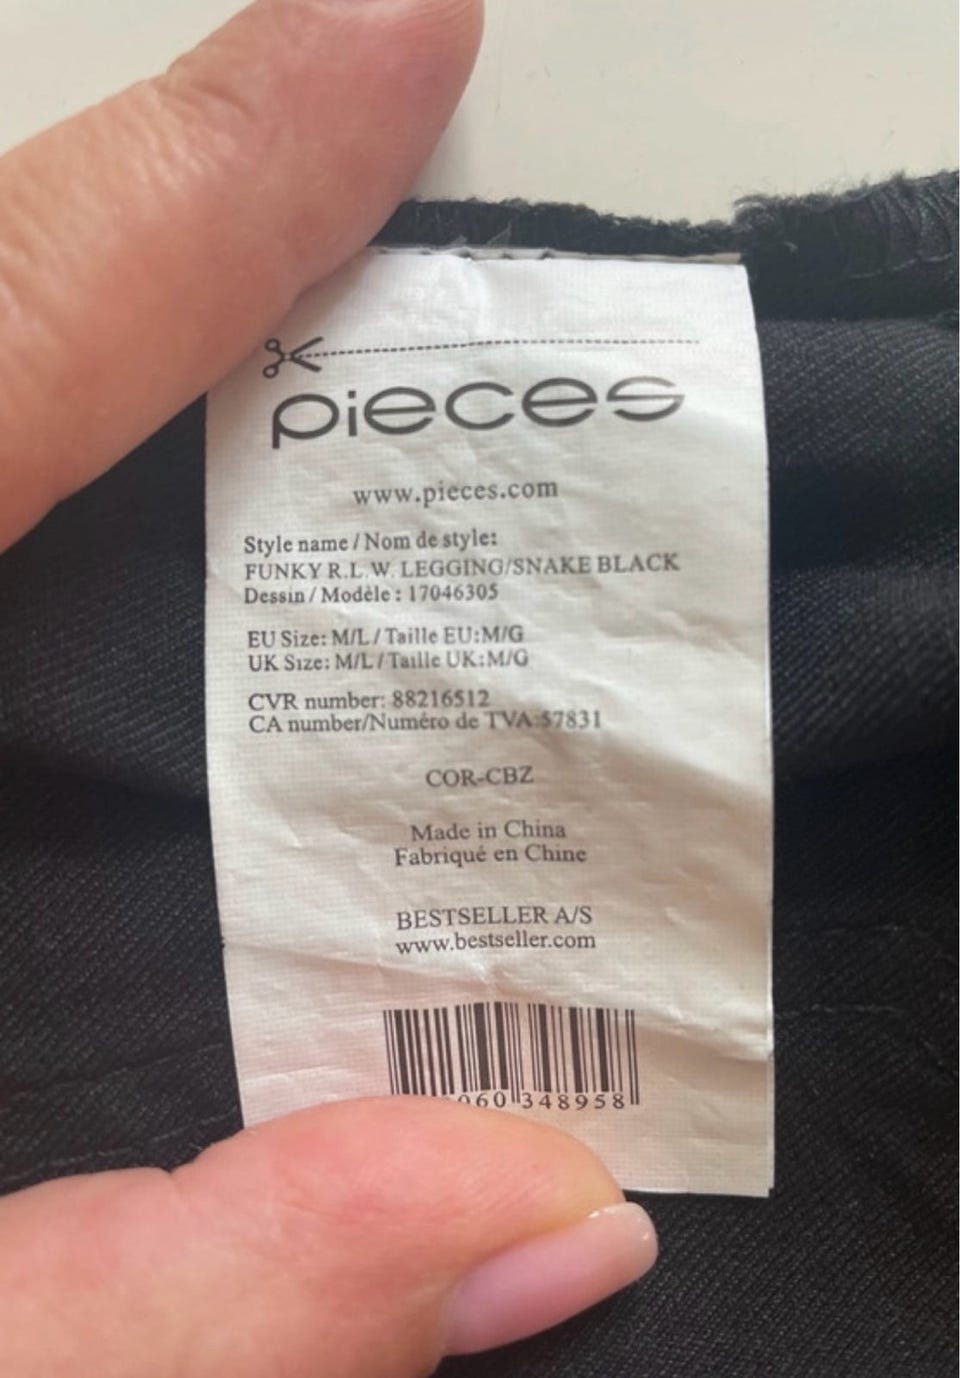 pieces
www.pieces.com
Style name / Nom de style:
FUNKY R.L.W. LEGGING/SNAKE BLACK
Dessin / Modèle : 17046305
EU Size: M/L / Taille EU:M/G
UK Size: M/L / Taille UK:M/G
CVR number: 88216512
CA number/Numéro de TVA:57831
COR-CBZ
Made in China
Fabriqué en Chine
BESTSELLER A/S
www.bestseller.com
060 348958